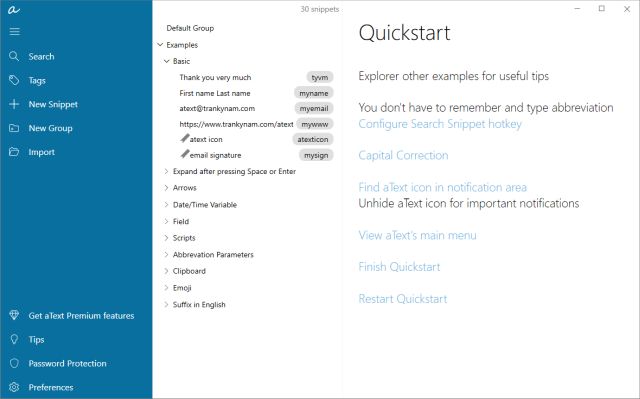 a
30 snippets
Search
Tags
New Snippet
New Group
Import
Get aText Premium features
Tips
Password Protection
Preferences
Default Group
Examples
Basic
Thank you very much tyvm
First name Last name myname
atext@trankynam.com myemail
https://www.trankynam.com/atext mywww
atext icon atexticon
email signature mysign
Expand after pressing Space or Enter
Arrows
Date/Time Variable
Field
Scripts
Abbrevation Parameters
Clipboard
Emoji
Suffix in English
Quickstart
Explorer other examples for useful tips
You don't have to remember and type abbreviation
Configure Search Snippet hotkey
Capital Correction
Find aText icon in notification area
Unhide aText icon for important notifications
View aText's main menu
Finish Quickstart
Restart Quickstart